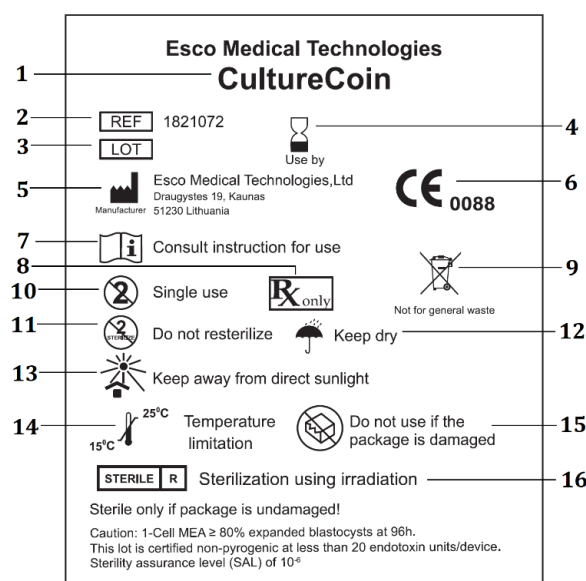 Esco Medical Technologies
1 CultureCoin
2 REF 1821072
3 LOT
4
Use by
5 Esco Medical Technologies,Ltd
Draugystes 19, Kaunas
Manufacturer 51230 Lithuania
6 CE 0088
7 i Consult instruction for use
8 Rx only
9
Not for general waste
10 2 Single use
11 2 STERILIZE Do not resterilize
12 Keep dry
13 Keep away from direct sunlight
14 15°C 25°C Temperature
limitation
15 Do not use if the
package is damaged
STERILE R Sterilization using irradiation 16
Sterile only if package is undamaged!
Caution: 1-Cell MEA ≥ 80% expanded blastocysts at 96h.
This lot is certified non-pyrogenic at less than 20 endotoxin units/device.
Sterility assurance level (SAL) of 10⁻⁶